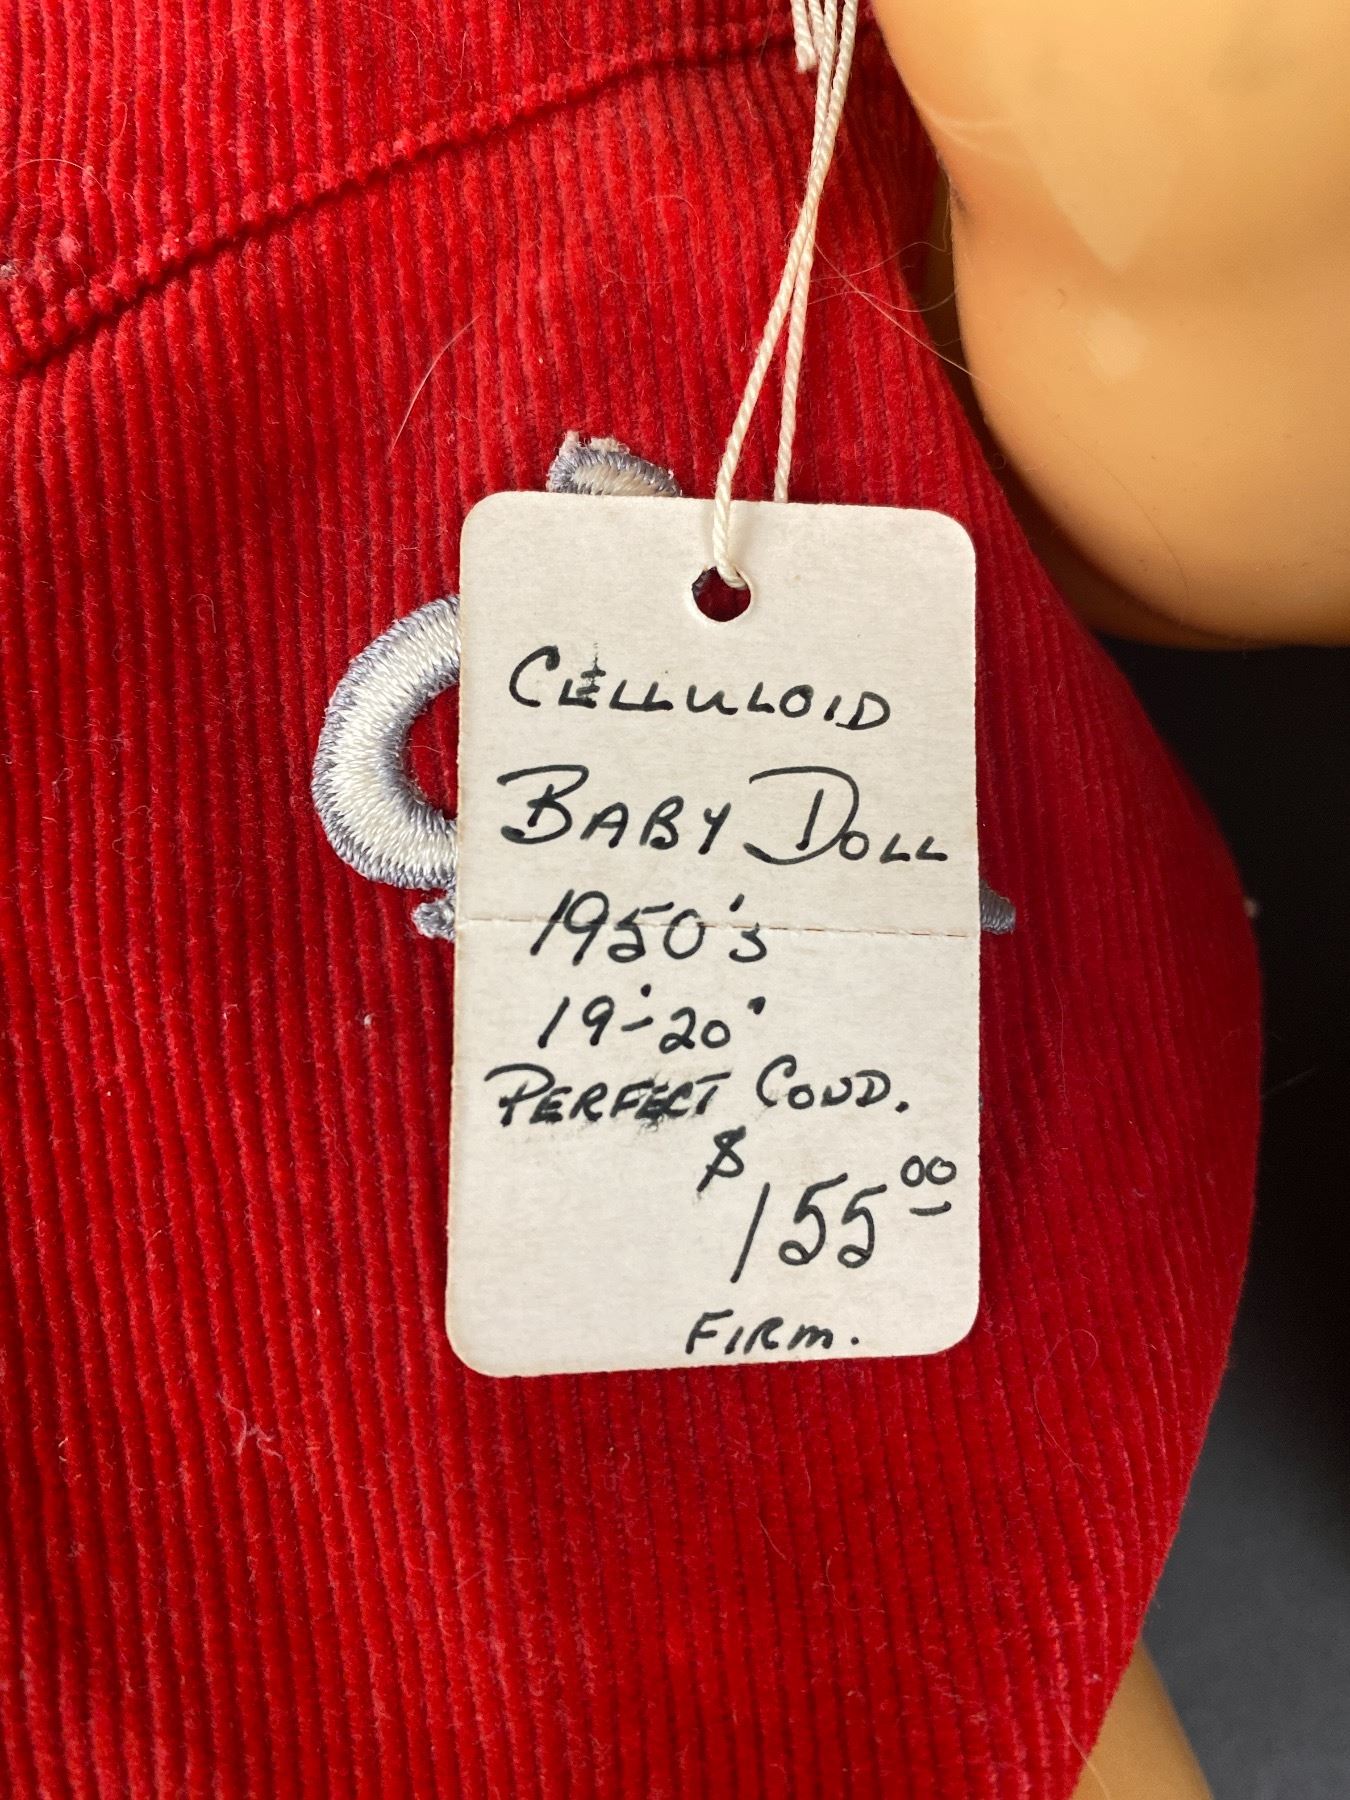 CELLULOID
BABY DOLL
1950's
19"-20"
PERFECT COND.
$155.00
FIRM.